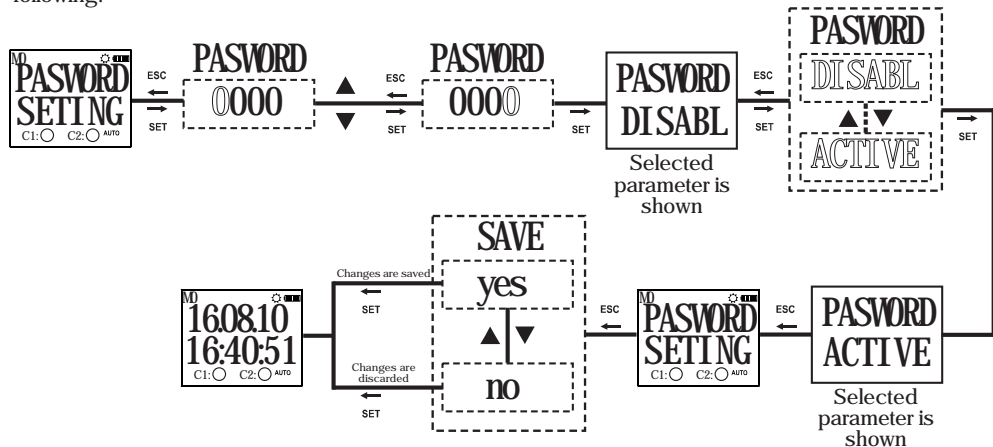 following:
M0
PASWORD
SETING
C1: C2: AUTO
ESC
SET
PASWORD
0000
ESC
SET
PASWORD
0000
SET
PASWORD
DISABL
Selected
parameter is
shown
ESC
SET
PASWORD
DISABL
ACTIVE
SET
PASWORD
ACTIVE
Selected
parameter is
shown
ESC
M0
PASWORD
SETING
C1: C2: AUTO
ESC
SAVE
yes
no
Changes are saved
SET
Changes are
discarded
SET
M0
16.08.10
16:40:51
C1: C2: AUTO